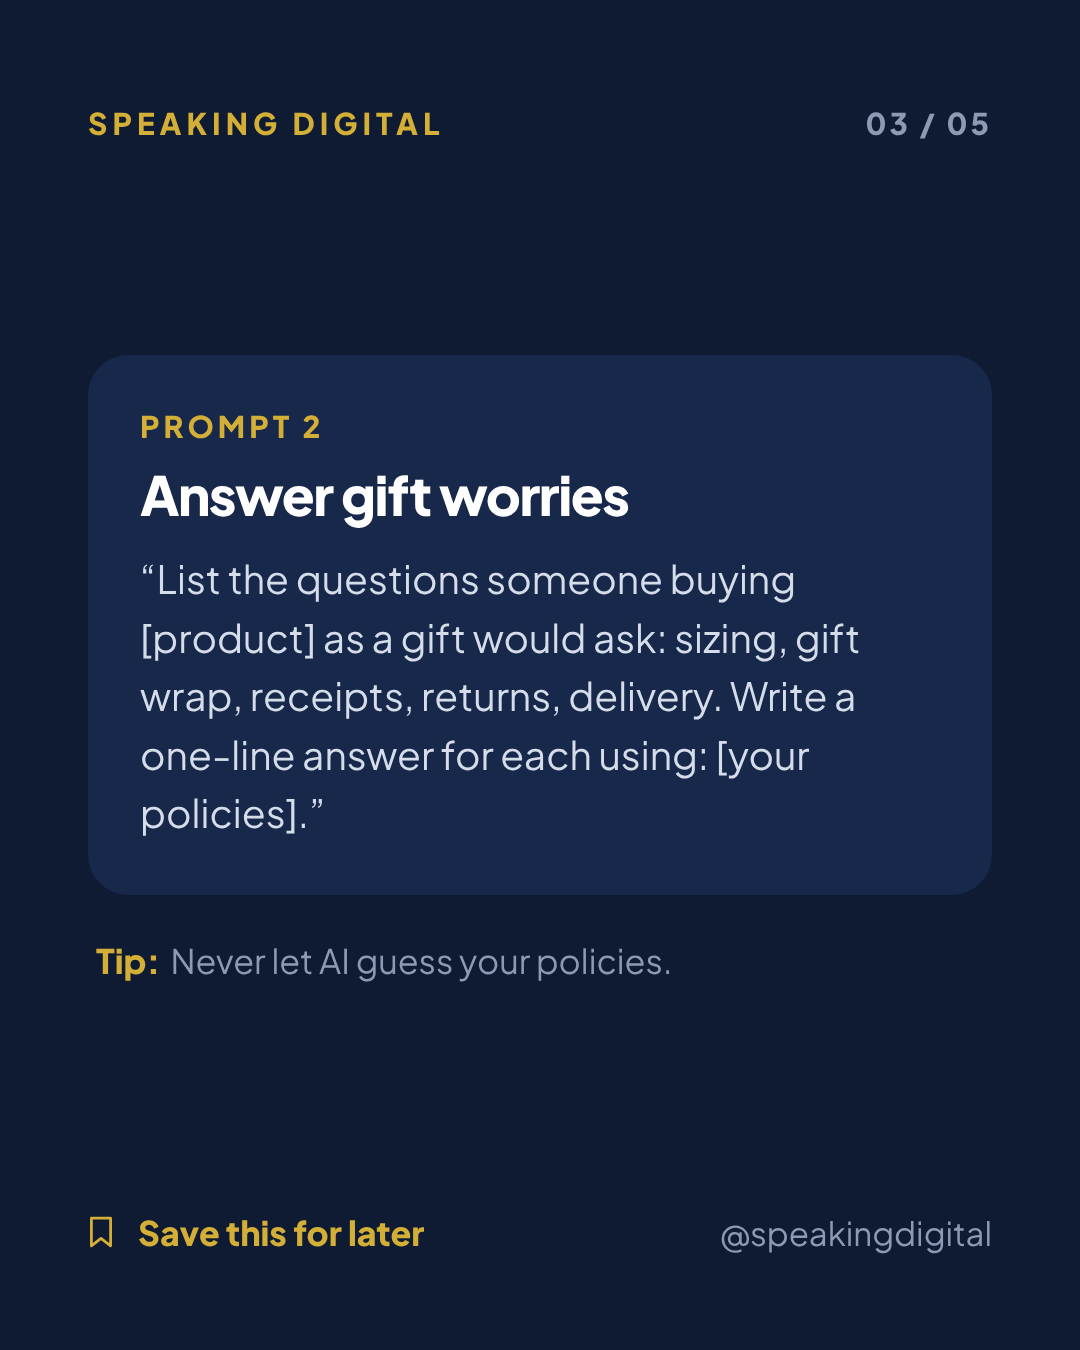 SPEAKING DIGITAL
03 / 05
PROMPT 2
Answer gift worries
“List the questions someone buying
[product] as a gift would ask: sizing, gift
wrap, receipts, returns, delivery. Write a
one-line answer for each using: [your
policies].”
Tip: Never let AI guess your policies.
Save this for later
@speakingdigital